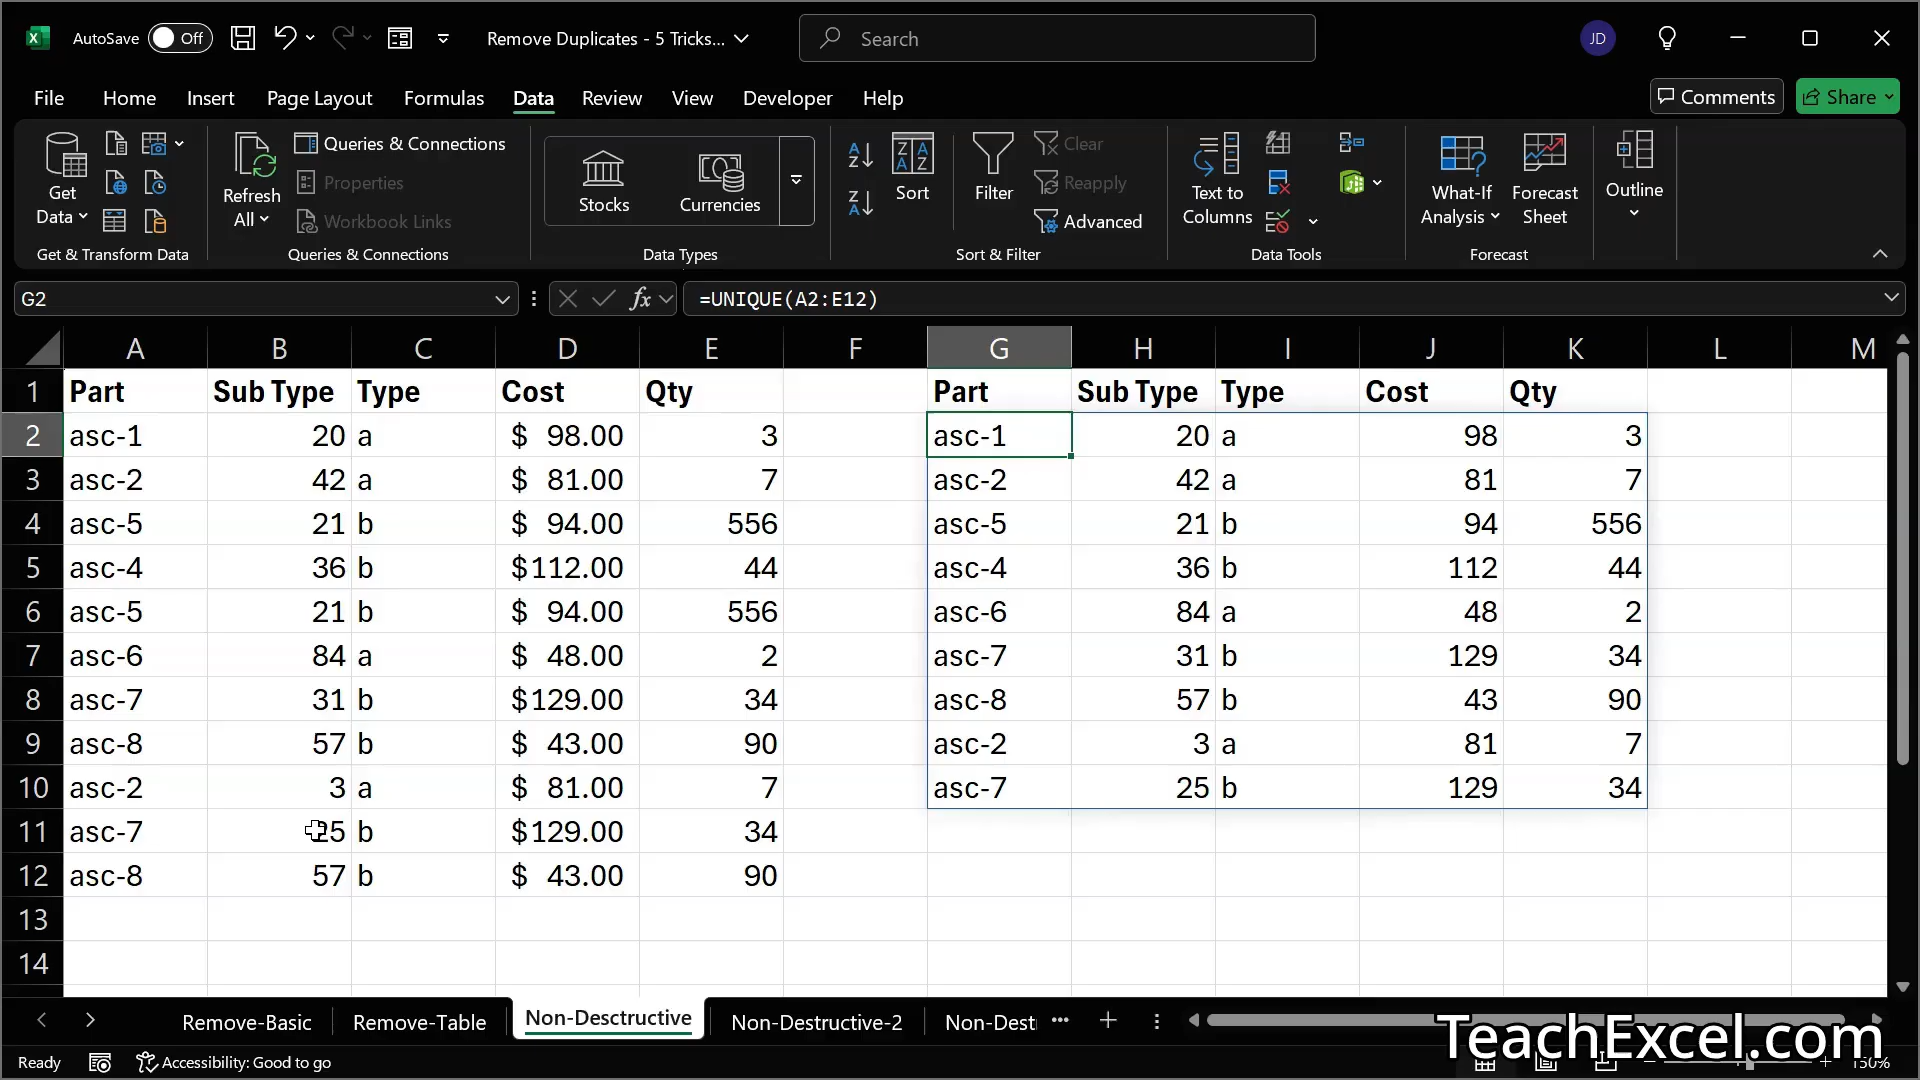 AutoSave Off Remove Duplicates - 5 Tricks... Search JD
File Home Insert Page Layout Formulas Data Review View Developer Help Comments Share
Get Data Refresh All Queries & Connections Properties Workbook Links Stocks Currencies Sort Filter Clear Reapply Advanced Text to Columns What-If Analysis Forecast Sheet Outline
Get & Transform Data Queries & Connections Data Types Sort & Filter Data Tools Forecast
G2 fx =UNIQUE(A2:E12)
A B C D E F G H I J K L M
1 Part Sub Type Type Cost Qty Part Sub Type Type Cost Qty
2 asc-1 20 a $ 98.00 3 asc-1 20 a 98 3
3 asc-2 42 a $ 81.00 7 asc-2 42 a 81 7
4 asc-5 21 b $ 94.00 556 asc-5 21 b 94 556
5 asc-4 36 b $112.00 44 asc-4 36 b 112 44
6 asc-5 21 b $ 94.00 556 asc-6 84 a 48 2
7 asc-6 84 a $ 48.00 2 asc-7 31 b 129 34
8 asc-7 31 b $129.00 34 asc-8 57 b 43 90
9 asc-8 57 b $ 43.00 90 asc-2 3 a 81 7
10 asc-2 3 a $ 81.00 7 asc-7 25 b 129 34
11 asc-7 25 b $129.00 34
12 asc-8 57 b $ 43.00 90
13
14
Remove-Basic Remove-Table Non-Desctructive Non-Destructive-2 Non-Dest
TeachExcel.com
Ready Accessibility: Good to go 150%